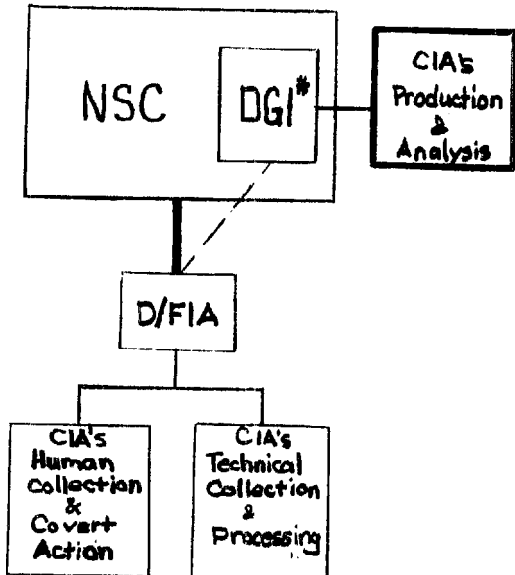 NSC
DGI*
CIA's
Production
&
Analysis
D/FIA
CIA's
Human
Collection
&
Covert
Action
CIA's
Technical
Collection
&
Processing